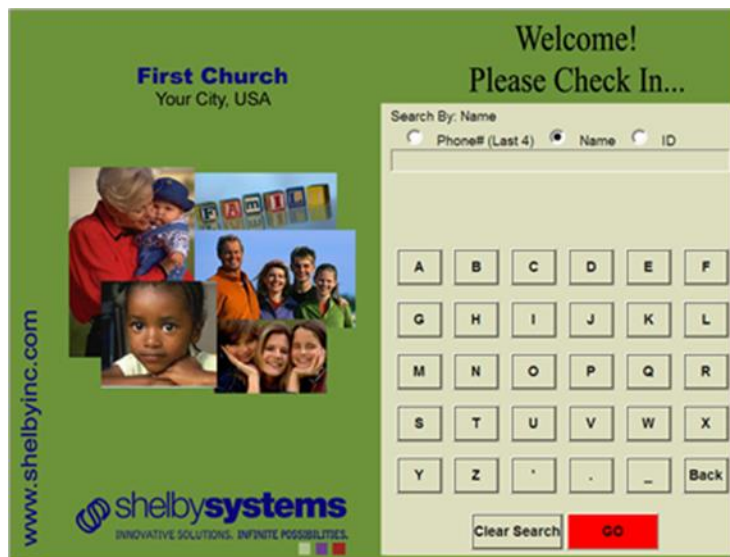 First Church
Your City, USA
FAMIL
www.shelbyinc.com
shelbysystems
INNOVATIVE SOLUTIONS. INFINITE POSSIBILITIES.
Welcome!
Please Check In...
Search By: Name
Phone# (Last 4) Name ID
A B C D E F
G H I J K L
M N O P Q R
S T U V W X
Y Z ' . _ Back
Clear Search GO